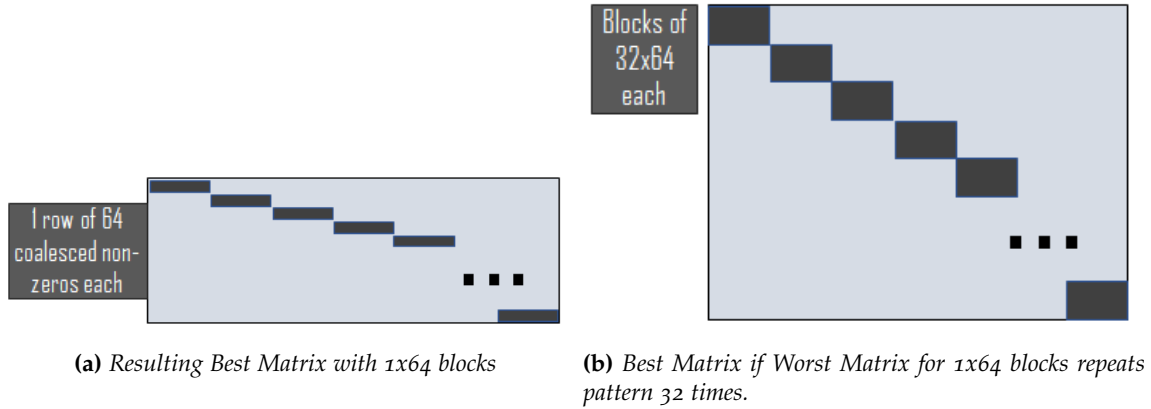 Blocks of
32x64
each
1 row of 64
coalesced non-
zeros each
(a) Resulting Best Matrix with 1x64 blocks
(b) Best Matrix if Worst Matrix for 1x64 blocks repeats
pattern 32 times.